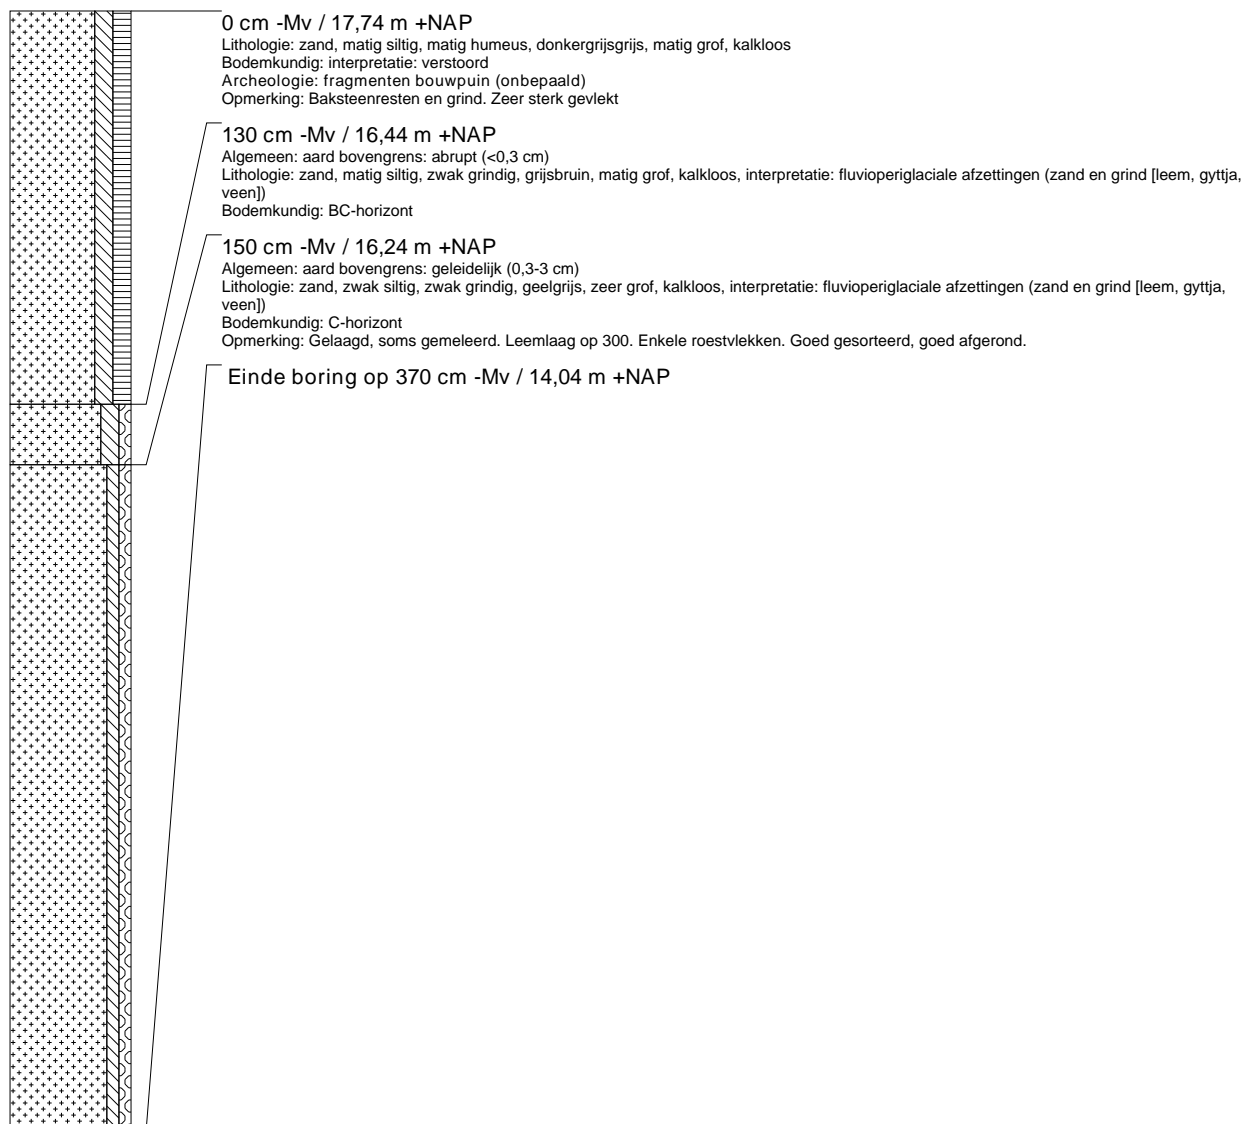 0 cm -Mv / 17,74 m +NAP
Lithologie: zand, matig siltig, matig humeus, donkergrijsgrijs, matig grof, kalkloos
Bodemkundig: interpretatie: verstoord
Archeologie: fragmenten bouwpuin (onbepaald)
Opmerking: Baksteenresten en grind. Zeer sterk gevlekt
130 cm -Mv / 16,44 m +NAP
Algemeen: aard bovengrens: abrupt (<0,3 cm)
Lithologie: zand, matig siltig, zwak grindig, grijsbruin, matig grof, kalkloos, interpretatie: fluvioperiglaciale afzettingen (zand en grind [leem, gyttja,
veen])
Bodemkundig: BC-horizont
150 cm -Mv / 16,24 m +NAP
Algemeen: aard bovengrens: geleidelijk (0,3-3 cm)
Lithologie: zand, zwak siltig, zwak grindig, geelgrijs, zeer grof, kalkloos, interpretatie: fluvioperiglaciale afzettingen (zand en grind [leem, gyttja,
veen])
Bodemkundig: C-horizont
Opmerking: Gelaagd, soms gemeleerd. Leemlaag op 300. Enkele roestvlekken. Goed gesorteerd, goed afgerond.
Einde boring op 370 cm -Mv / 14,04 m +NAP